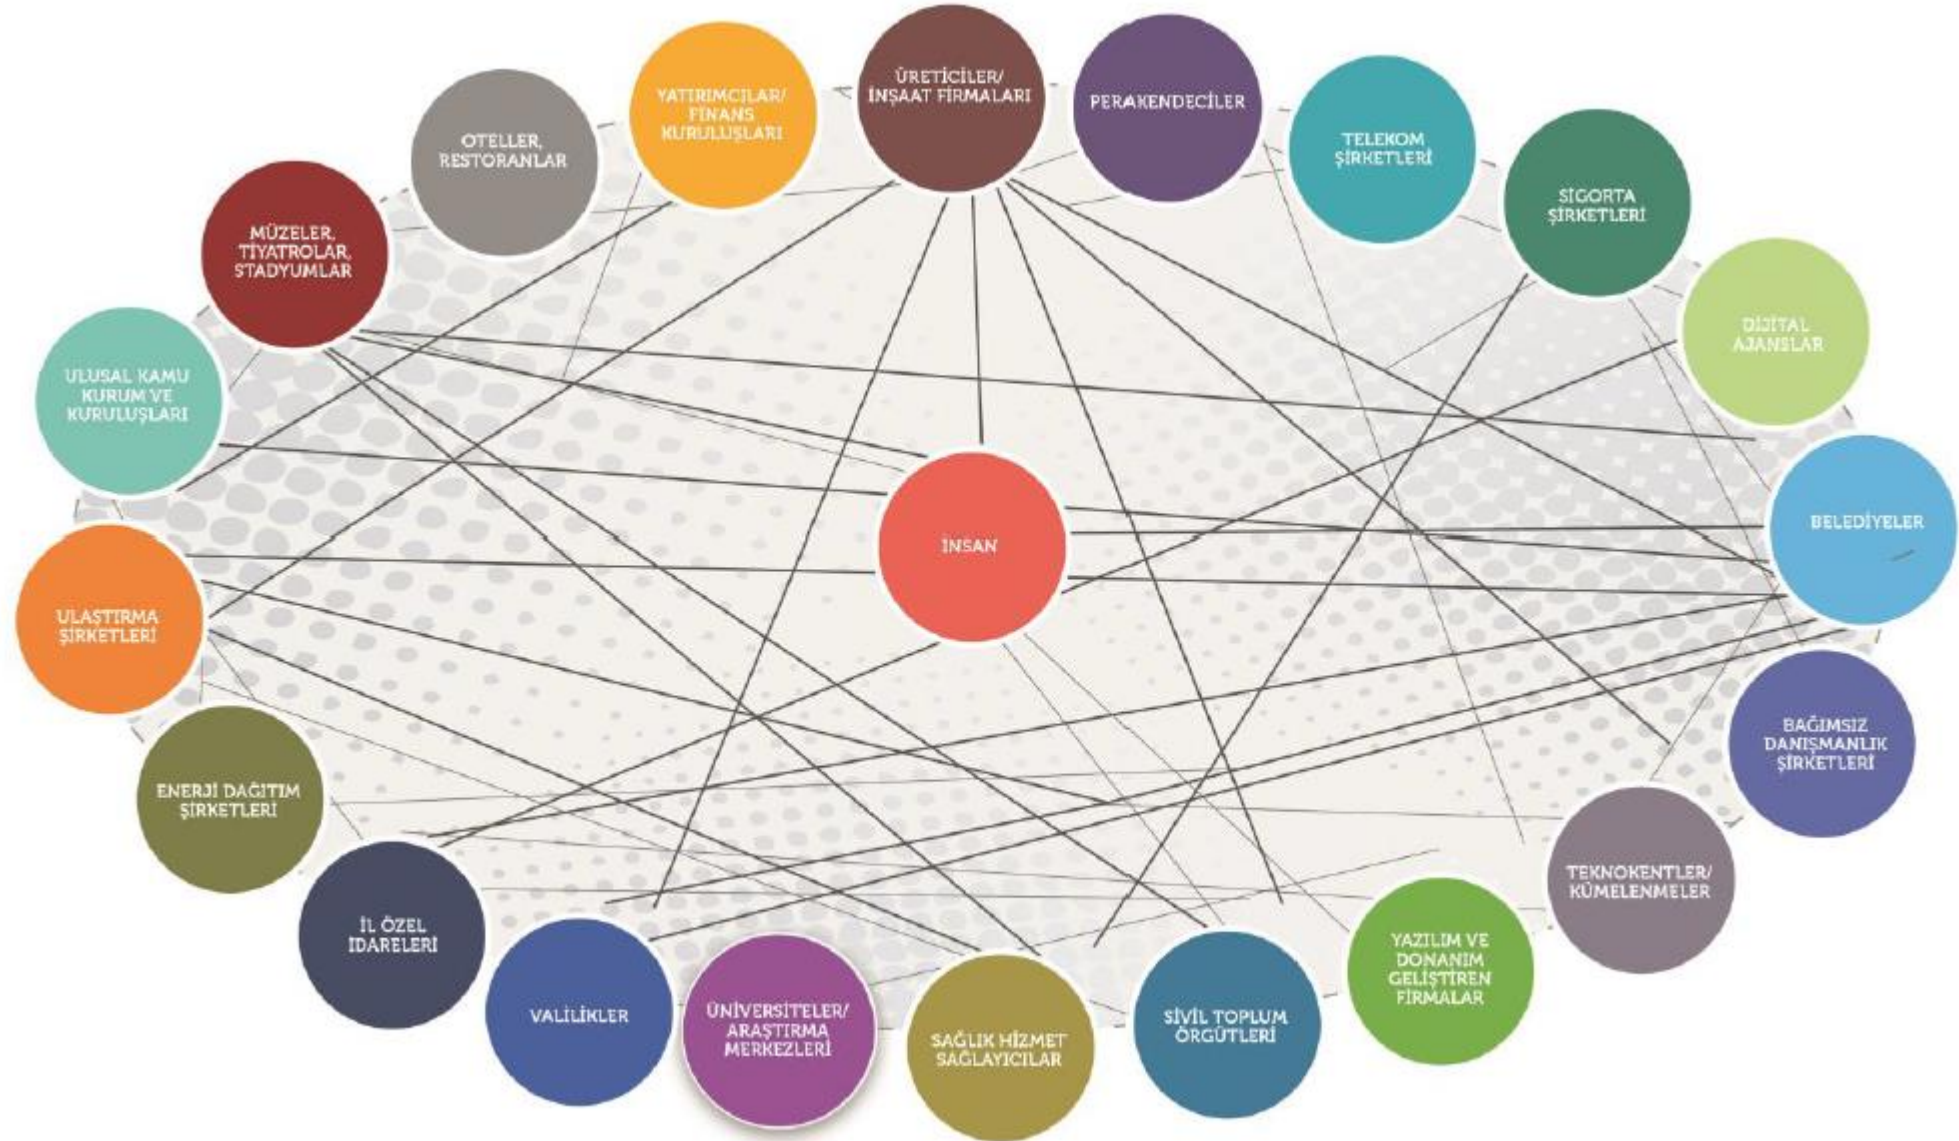 ÜRETİCİLER/
İNŞAAT FİRMALARI
PERAKENDECİLER
TELEKOM
ŞİRKETLERİ
SİGORTA
ŞİRKETLERİ
DİJİTAL
AJANSLAR
BELEDİYELER
BAĞIMSIZ
DANIŞMANLIK
ŞİRKETLERİ
TEKNOKENTLER/
KÜMELENMELER
YAZILIM VE
DONANIM
GELİŞTİREN
FİRMALAR
SİVİL TOPLUM
ÖRGÜTLERİ
SAĞLIK HİZMET
SAĞLAYICILAR
ÜNİVERSİTELER/
ARAŞTIRMA
MERKEZLERİ
VALİLİKLER
İL ÖZEL
İDARELERİ
ENERJİ DAĞITIM
ŞİRKETLERİ
ULAŞTIRMA
ŞİRKETLERİ
ULUSAL KAMU
KURUM VE
KURULUŞLARI
MÜZELER,
TİYATROLAR,
STADYUMLAR
OTELLER,
RESTORANLAR
YATIRIMCILAR/
FİNANS
KURULUŞLARI
İNSAN